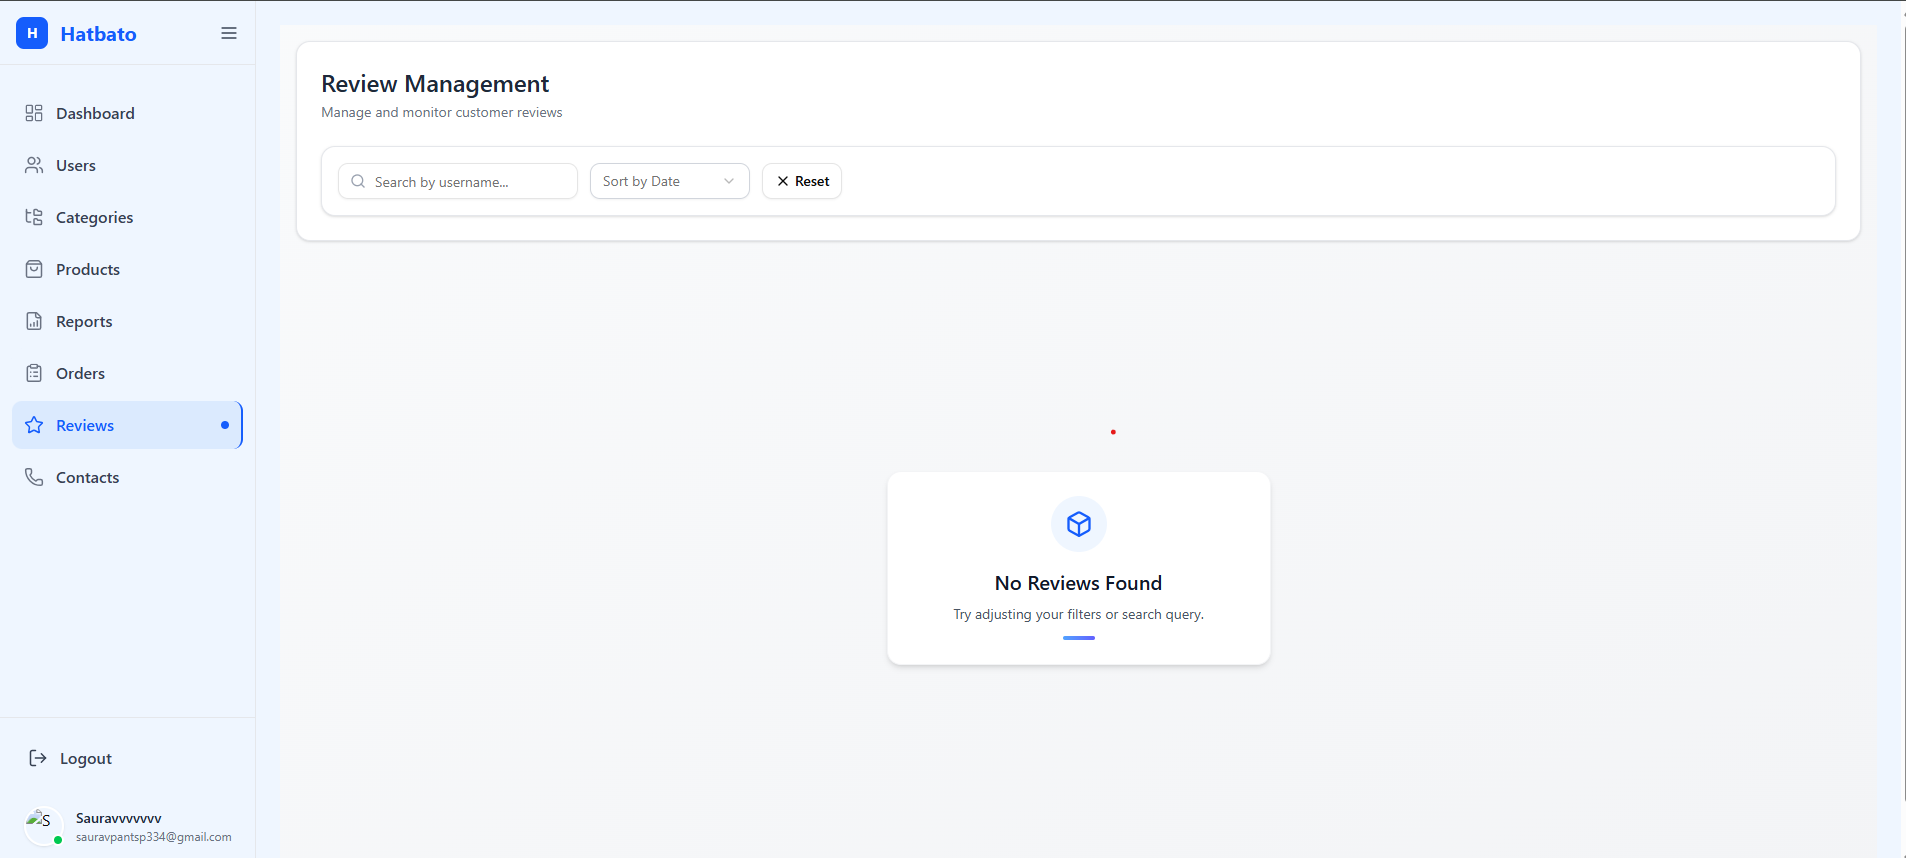 H Hatbato
Dashboard
Users
Categories
Products
Reports
Orders
Reviews
Contacts
Logout
S
Sauravvvvvvv
sauravpantsp334@gmail.com
Review Management
Manage and monitor customer reviews
Search by username... Sort by Date Reset
No Reviews Found
Try adjusting your filters or search query.